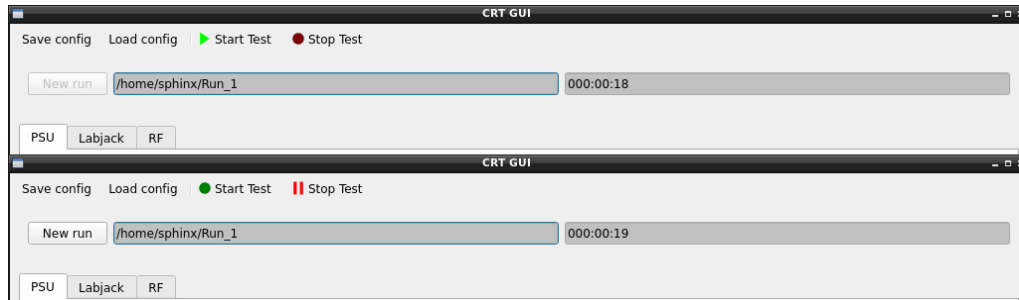 CRT GUI
Save config Load config Start Test Stop Test
New run /home/sphinx/Run_1 000:00:18
PSU Labjack RF
CRT GUI
Save config Load config Start Test Stop Test
New run /home/sphinx/Run_1 000:00:19
PSU Labjack RF